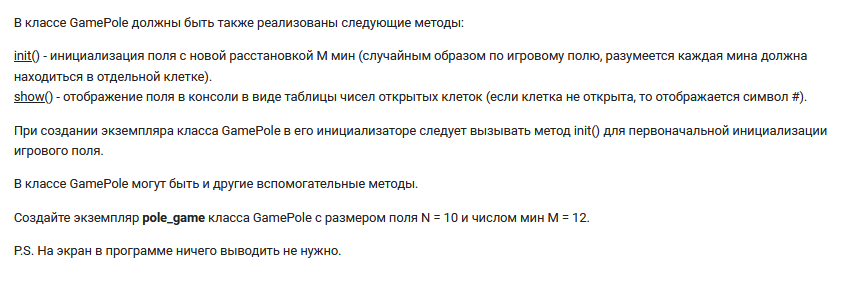 В классе GamePole должны быть также реализованы следующие методы:
init() - инициализация поля с новой расстановкой M мин (случайным образом по игровому полю, разумеется каждая мина должна
находиться в отдельной клетке).
show() - отображение поля в консоли в виде таблицы чисел открытых клеток (если клетка не открыта, то отображается символ #).
При создании экземпляра класса GamePole в его инициализаторе следует вызывать метод init() для первоначальной инициализации
игрового поля.
В классе GamePole могут быть и другие вспомогательные методы.
Создайте экземпляр pole_game класса GamePole с размером поля N = 10 и числом мин M = 12.
P.S. На экран в программе ничего выводить не нужно.